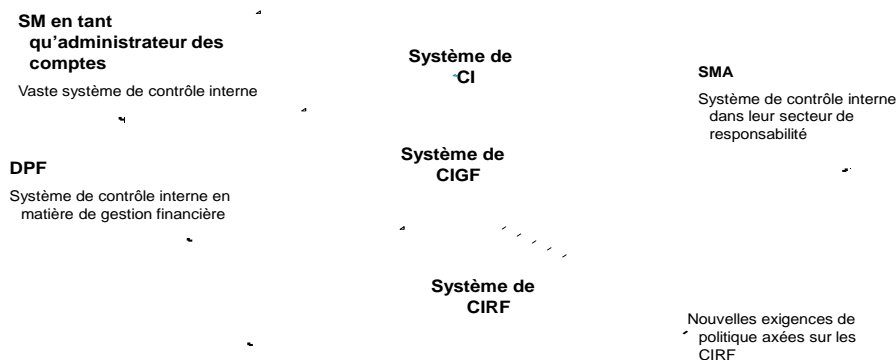 SM en tant
qu’administrateur des
comptes
Vaste système de contrôle interne
Système de
CI
SMA
Système de contrôle interne
dans leur secteur de
responsabilité
DPF
Système de contrôle interne en
matière de gestion financière
Système de
CIGF
Système de
CIRF
Nouvelles exigences de
politique axées sur les
CIRF